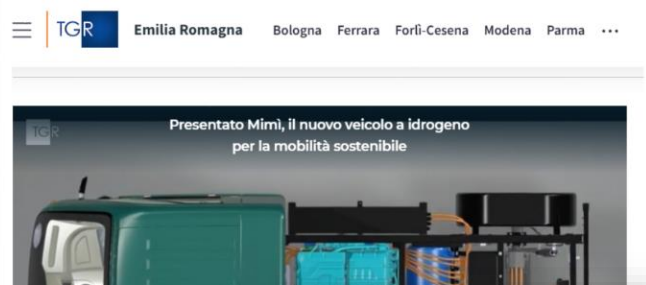 TGR
Emilia Romagna
Bologna
Ferrara
Forlì-Cesena
Modena
Parma
TGR
Presentato Mimì, il nuovo veicolo a idrogeno
per la mobilità sostenibile